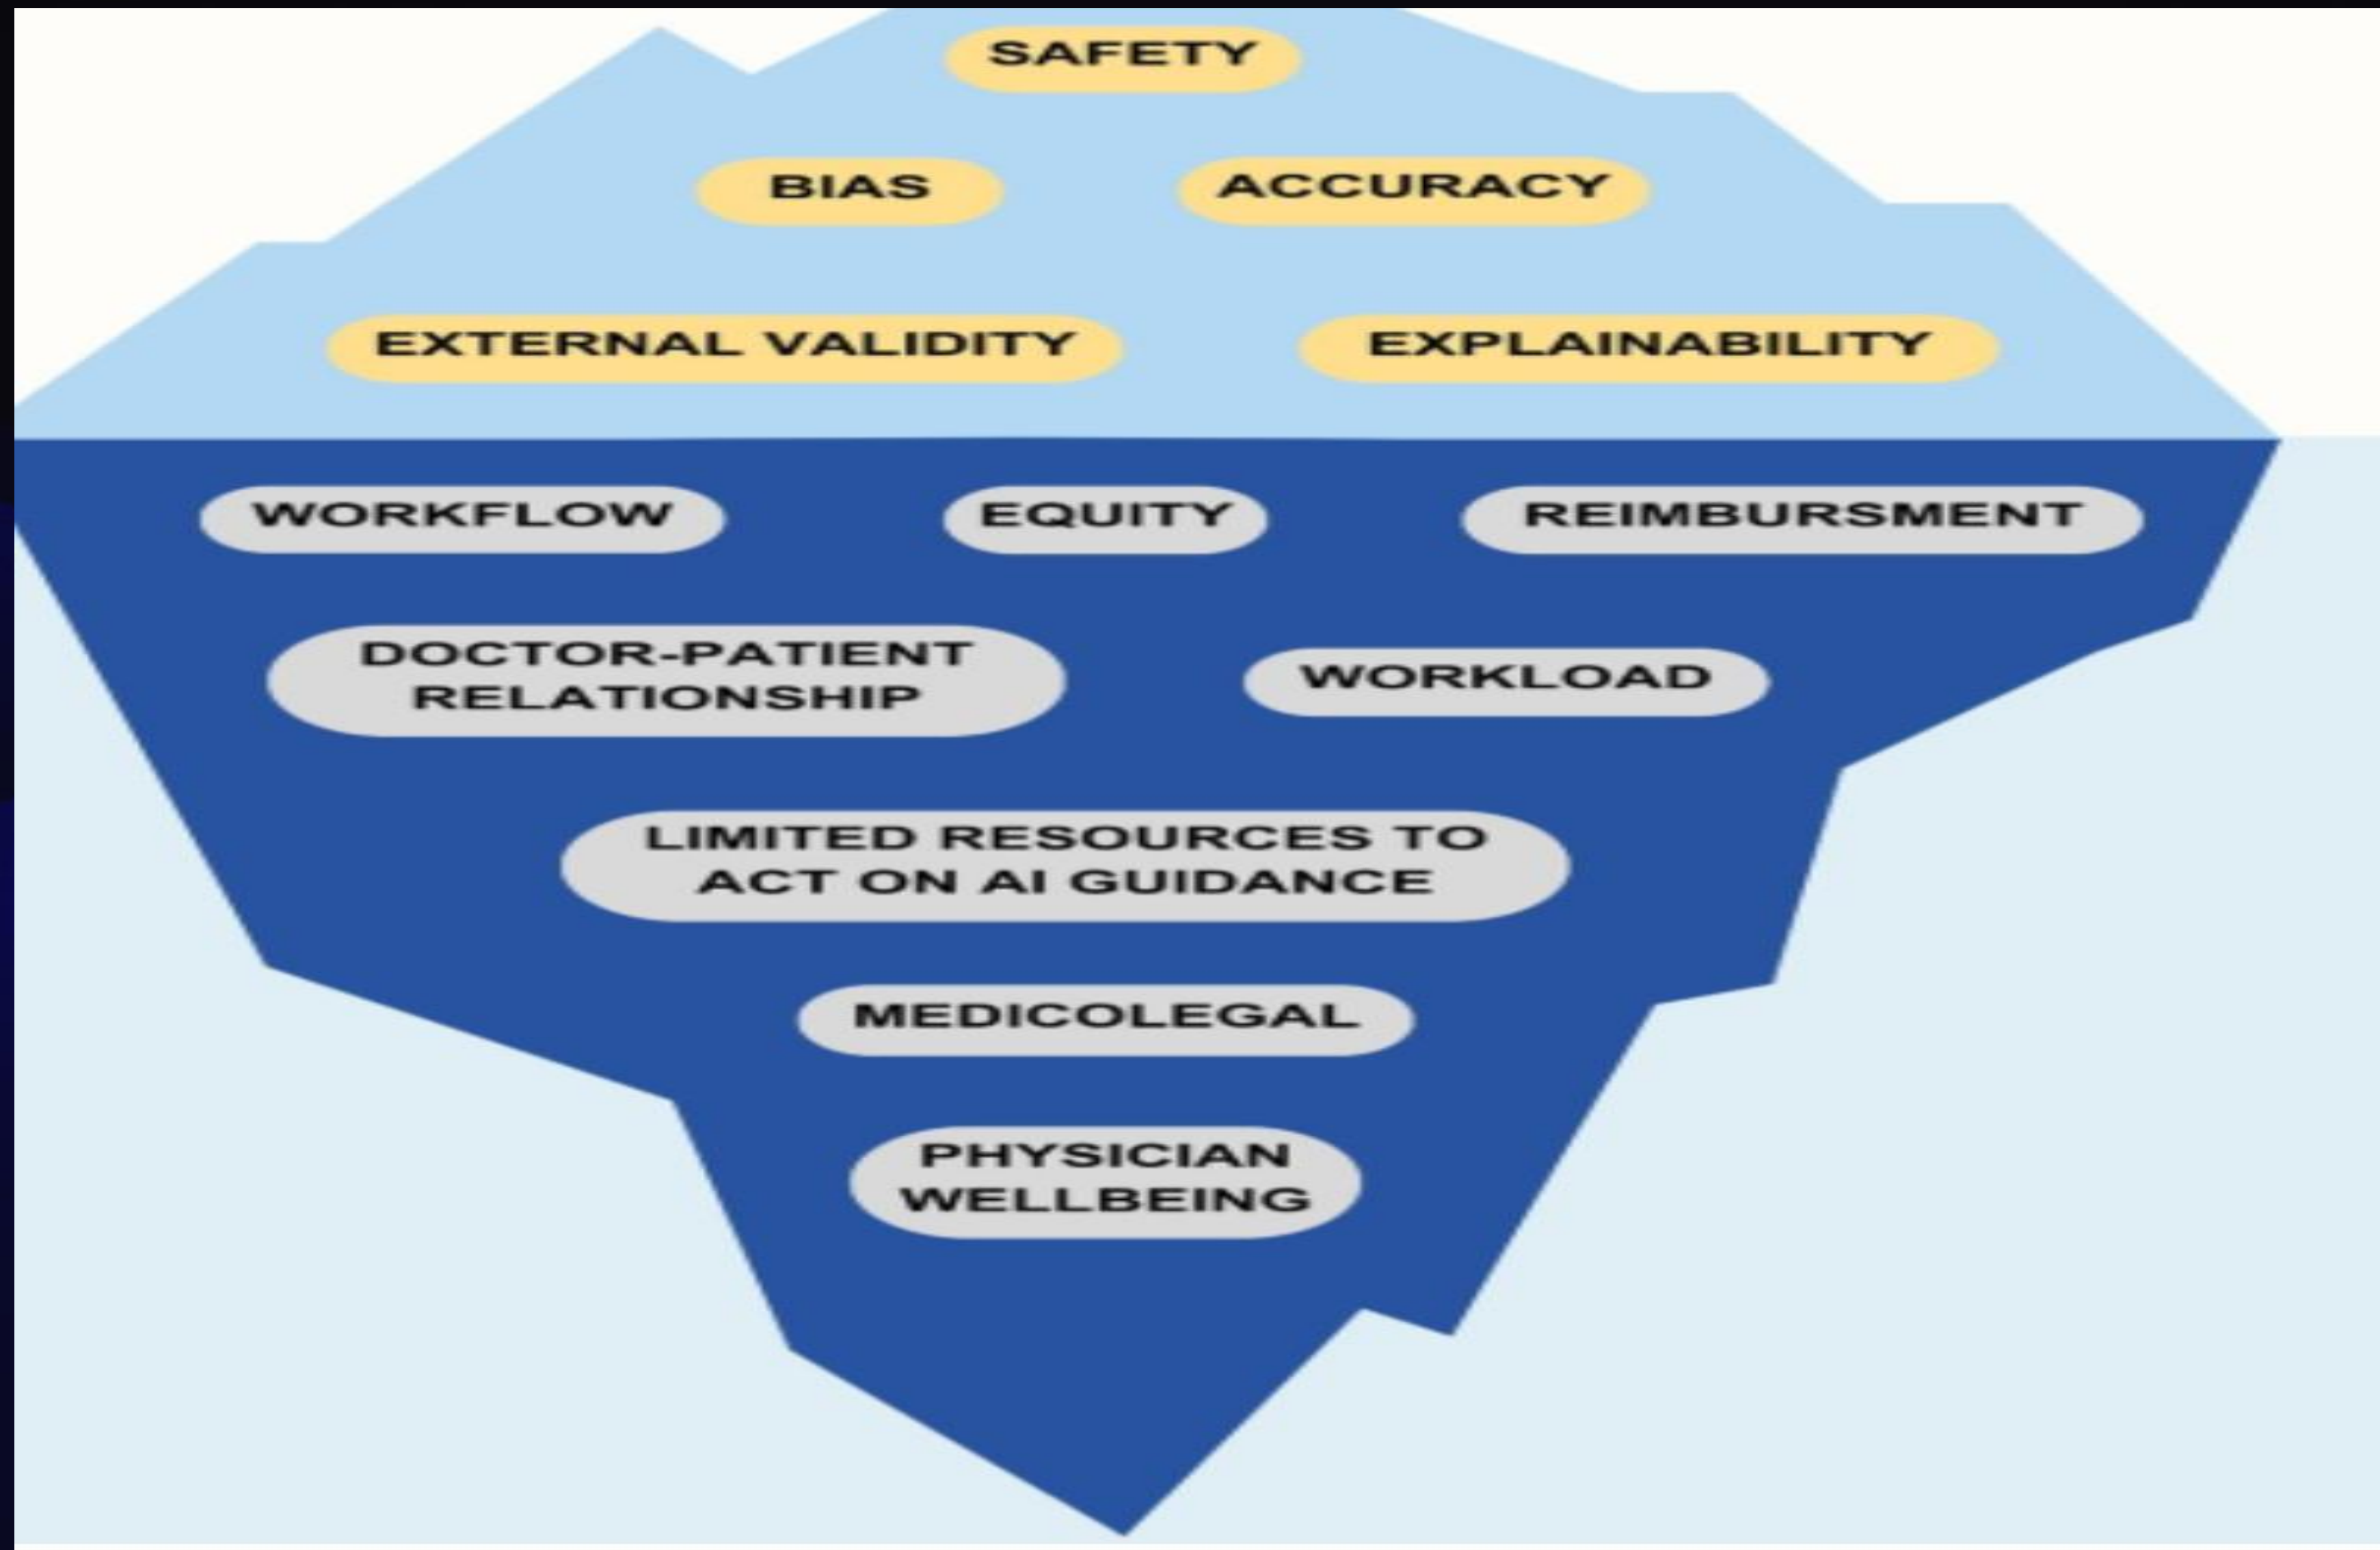 SAFETY
BIAS
ACCURACY
EXTERNAL VALIDITY
EXPLAINABILITY
WORKFLOW
EQUITY
REIMBURSMENT
DOCTOR-PATIENT
RELATIONSHIP
WORKLOAD
LIMITED RESOURCES TO
ACT ON AI GUIDANCE
MEDICOLEGAL
PHYSICIAN
WELLBEING